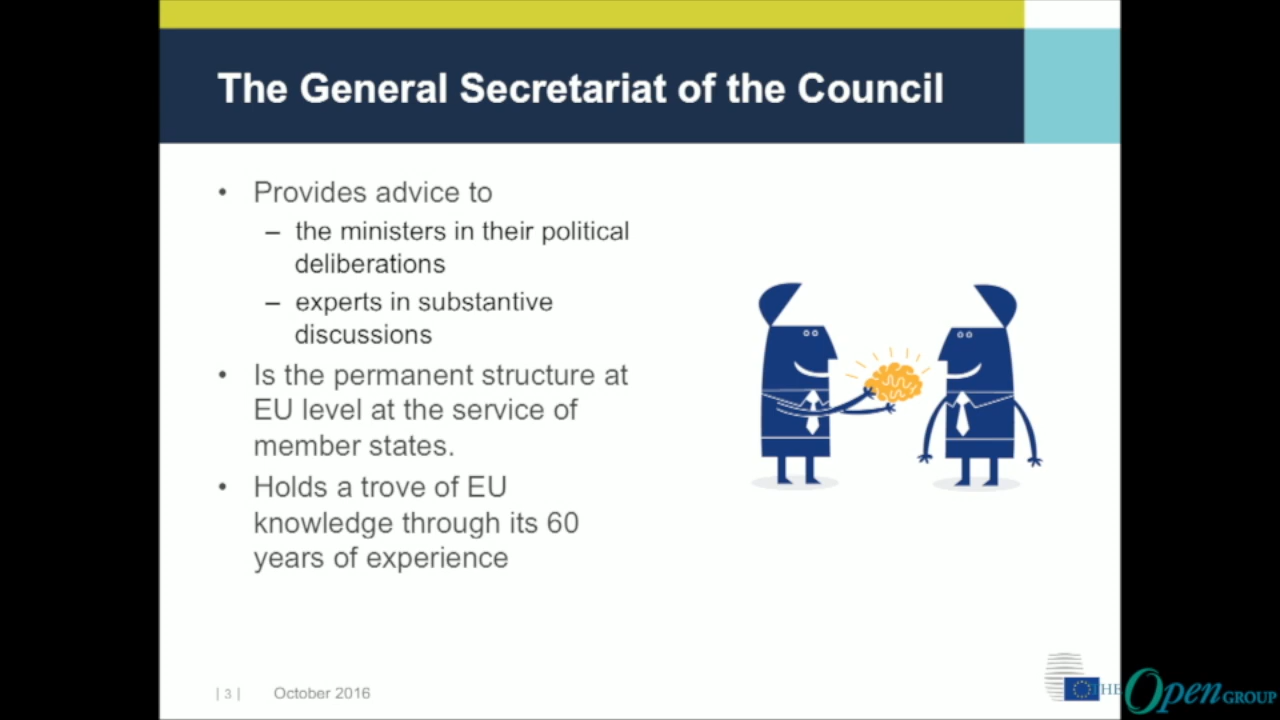 The General Secretariat of the Council
• Provides advice to
– the ministers in their political
deliberations
– experts in substantive
discussions
• Is the permanent structure at
EU level at the service of
member states.
• Holds a trove of EU
knowledge through its 60
years of experience
| 3 | October 2016
THE Open GROUP